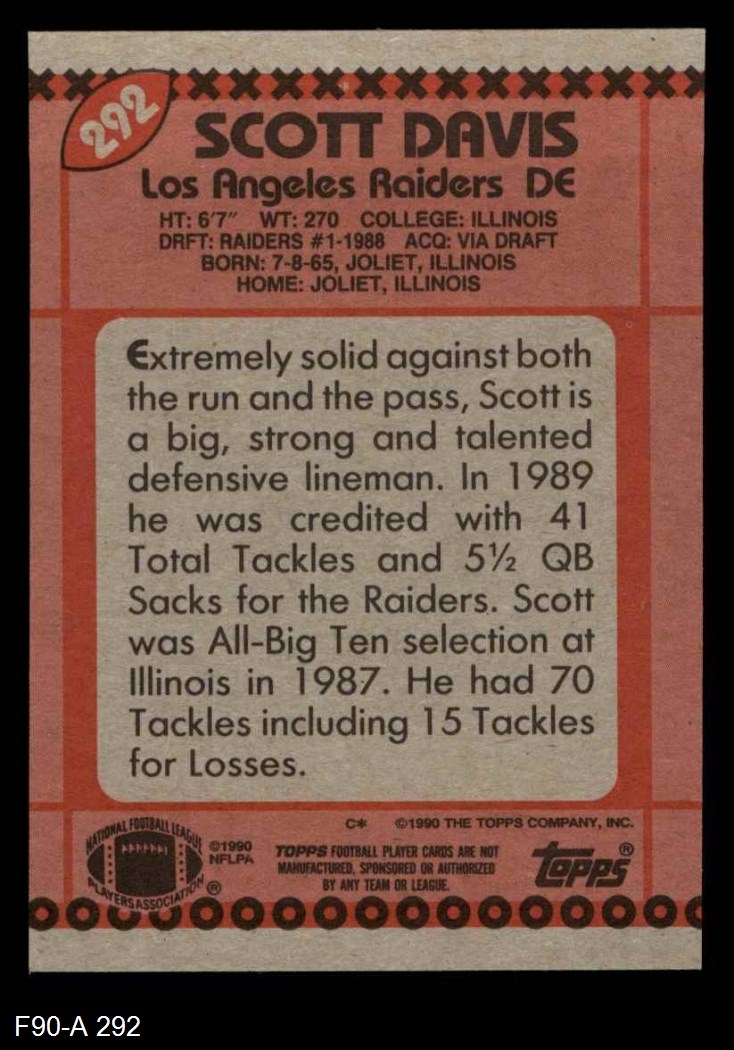 292
SCOTT DAVIS
Los Angeles Raiders DE
HT: 6'7" WT: 270 COLLEGE: ILLINOIS
DRFT: RAIDERS #1-1988 ACQ: VIA DRAFT
BORN: 7-8-65, JOLIET, ILLINOIS
HOME: JOLIET, ILLINOIS
Extremely solid against both
the run and the pass, Scott is
a big, strong and talented
defensive lineman. In 1989
he was credited with 41
Total Tackles and 5½ QB
Sacks for the Raiders. Scott
was All-Big Ten selection at
Illinois in 1987. He had 70
Tackles including 15 Tackles
for Losses.
C* ©1990 THE TOPPS COMPANY, INC.
NATIONAL FOOTBALL LEAGUE
PLAYERS ASSOCIATION ®
©1990
NFLPA
TOPPS FOOTBALL PLAYER CARDS ARE NOT
MANUFACTURED, SPONSORED OR AUTHORIZED
BY ANY TEAM OR LEAGUE.
topps ®
F90-A 292